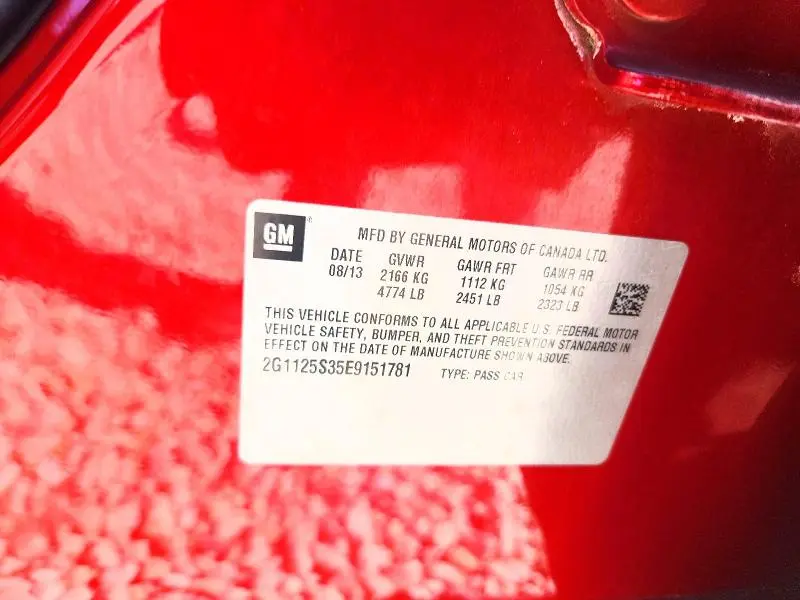 GM ®
MFD BY GENERAL MOTORS OF CANADA LTD.
DATE GVWR GAWR FRT GAWR RR
08/13 2166 KG 1112 KG 1054 KG
4774 LB 2451 LB 2323 LB
THIS VEHICLE CONFORMS TO ALL APPLICABLE U.S. FEDERAL MOTOR
VEHICLE SAFETY, BUMPER, AND THEFT PREVENTION STANDARDS IN
EFFECT ON THE DATE OF MANUFACTURE SHOWN ABOVE.
2G1125S35E9151781 TYPE: PASS CAR